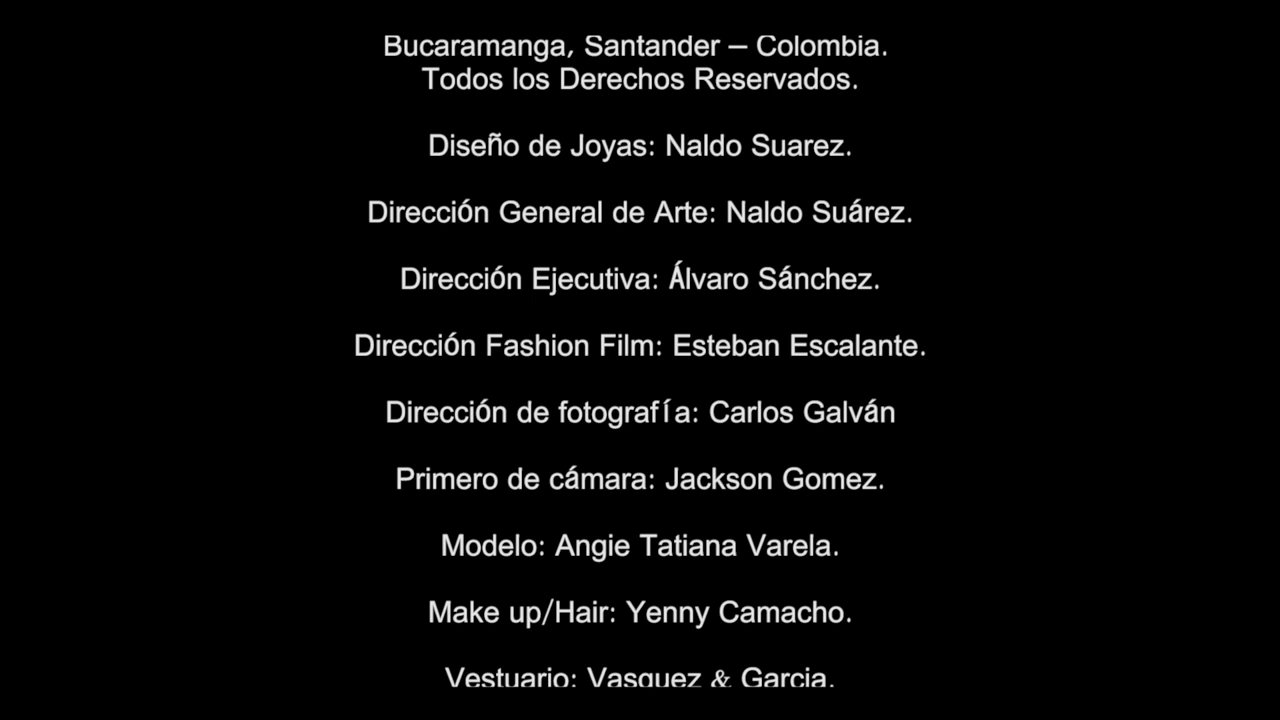 Bucaramanga, Santander – Colombia.
Todos los Derechos Reservados.
Diseño de Joyas: Naldo Suarez.
Dirección General de Arte: Naldo Suárez.
Dirección Ejecutiva: Álvaro Sánchez.
Dirección Fashion Film: Esteban Escalante.
Dirección de fotografía: Carlos Galván
Primero de cámara: Jackson Gomez.
Modelo: Angie Tatiana Varela.
Make up/Hair: Yenny Camacho.
Vestuario: Vasquez & Garcia.